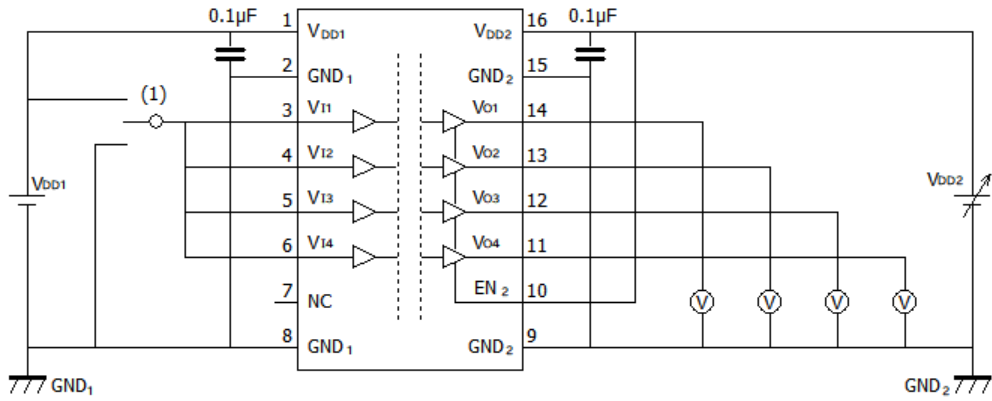 0.1μF 1 16 0.1μF
VDD1 VDD2
2 15
GND1 GND2
(1) 3 VI1 VO1 14
4 VI2 VO2 13
VDD1 VDD2
5 VI3 VO3 12
6 VI4 VO4 11
7 NC EN2 10
V V V V
8 GND1 GND2 9
GND1 GND2